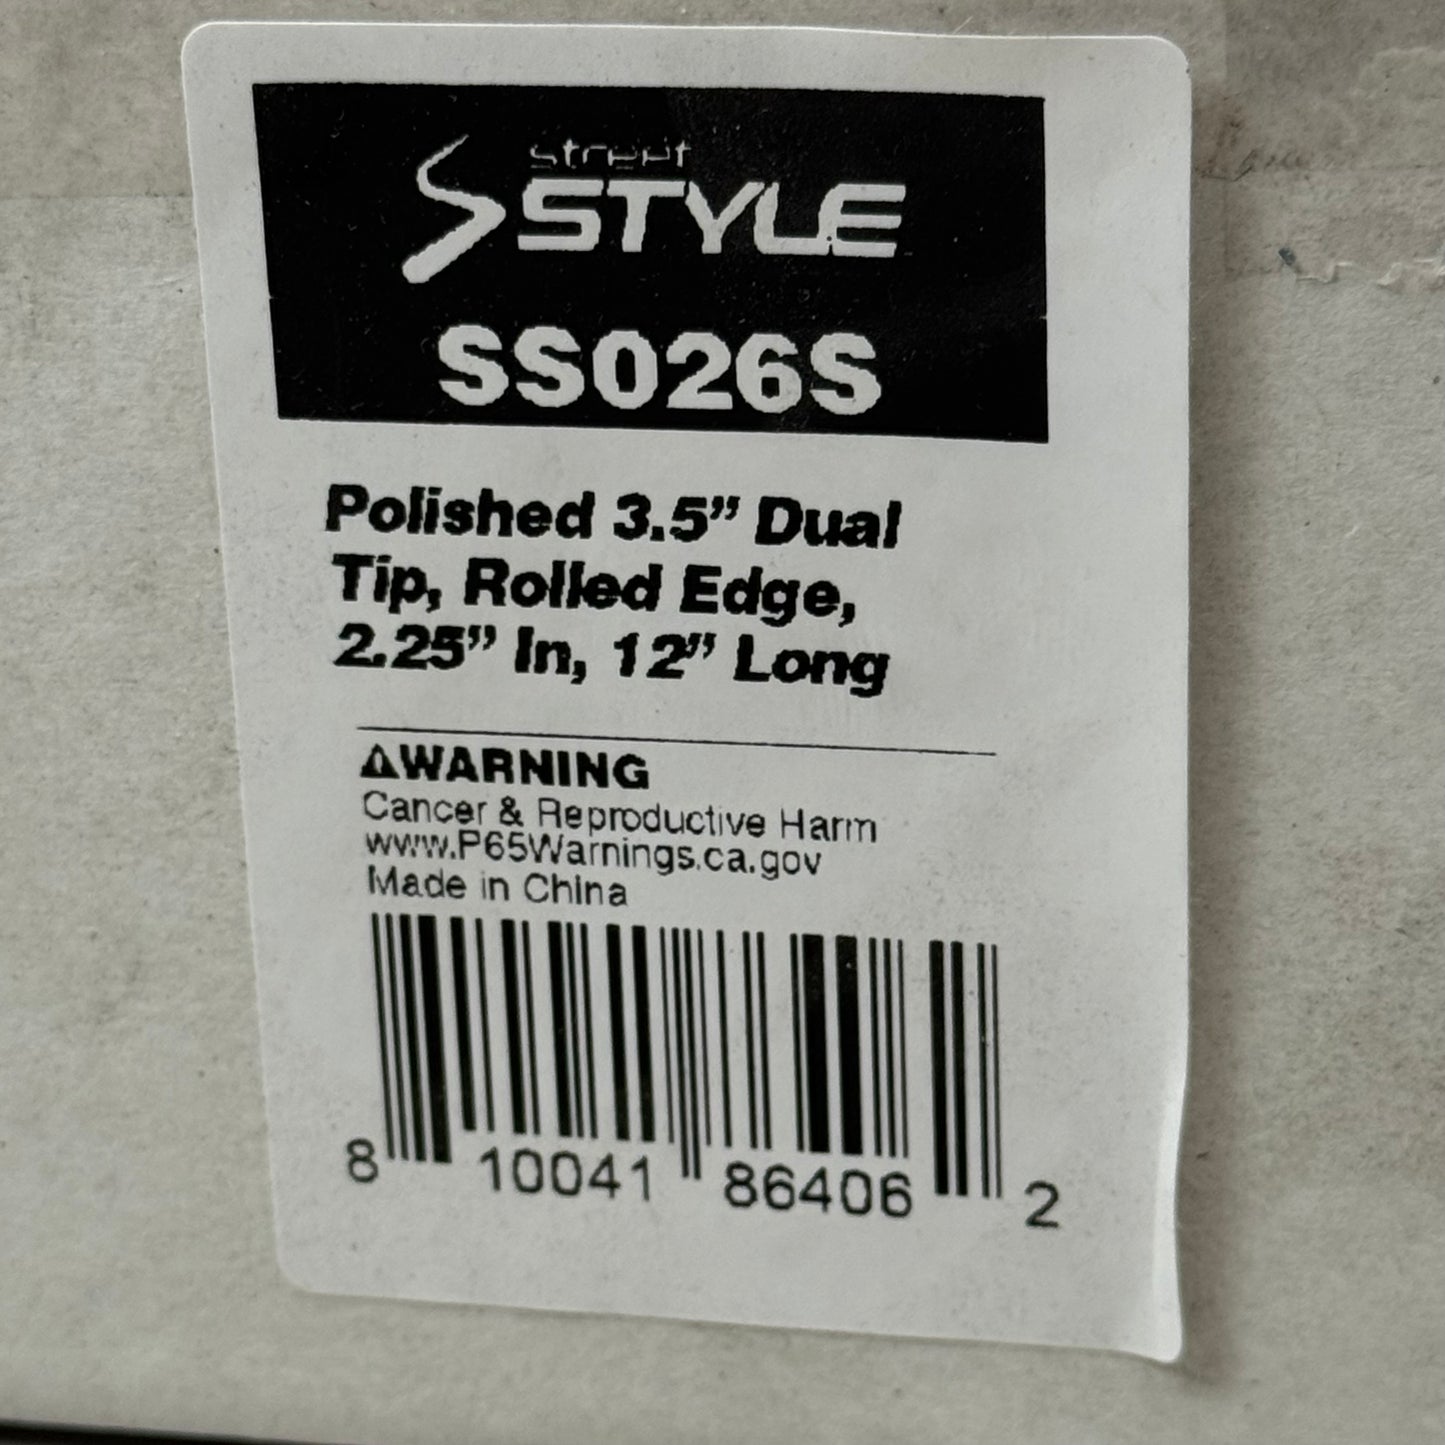 street
STYLE
SS026S
Polished 3.5” Dual
Tip, Rolled Edge,
2.25” In, 12” Long
⚠WARNING
Cancer & Reproductive Harm
www.P65Warnings.ca.gov
Made in China
8 10041 86406 2